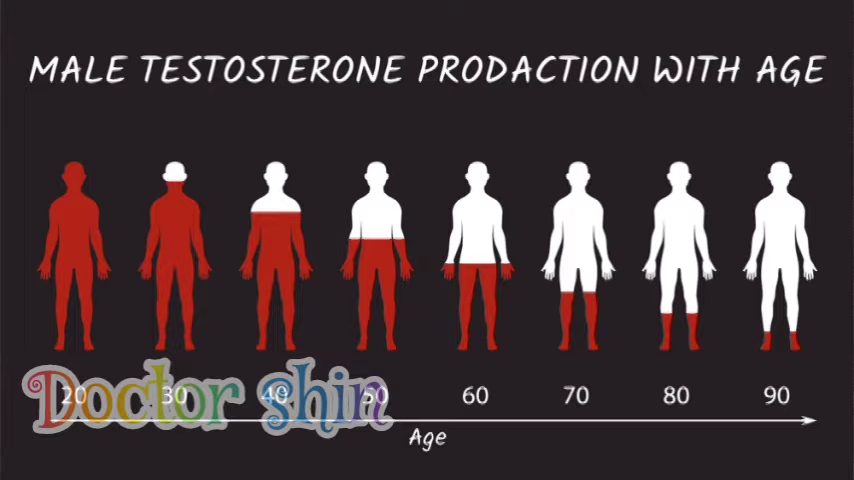 MALE TESTOSTERONE PRODACTION WITH AGE
20 30 40 50 60 70 80 90
Doctor shin
Age